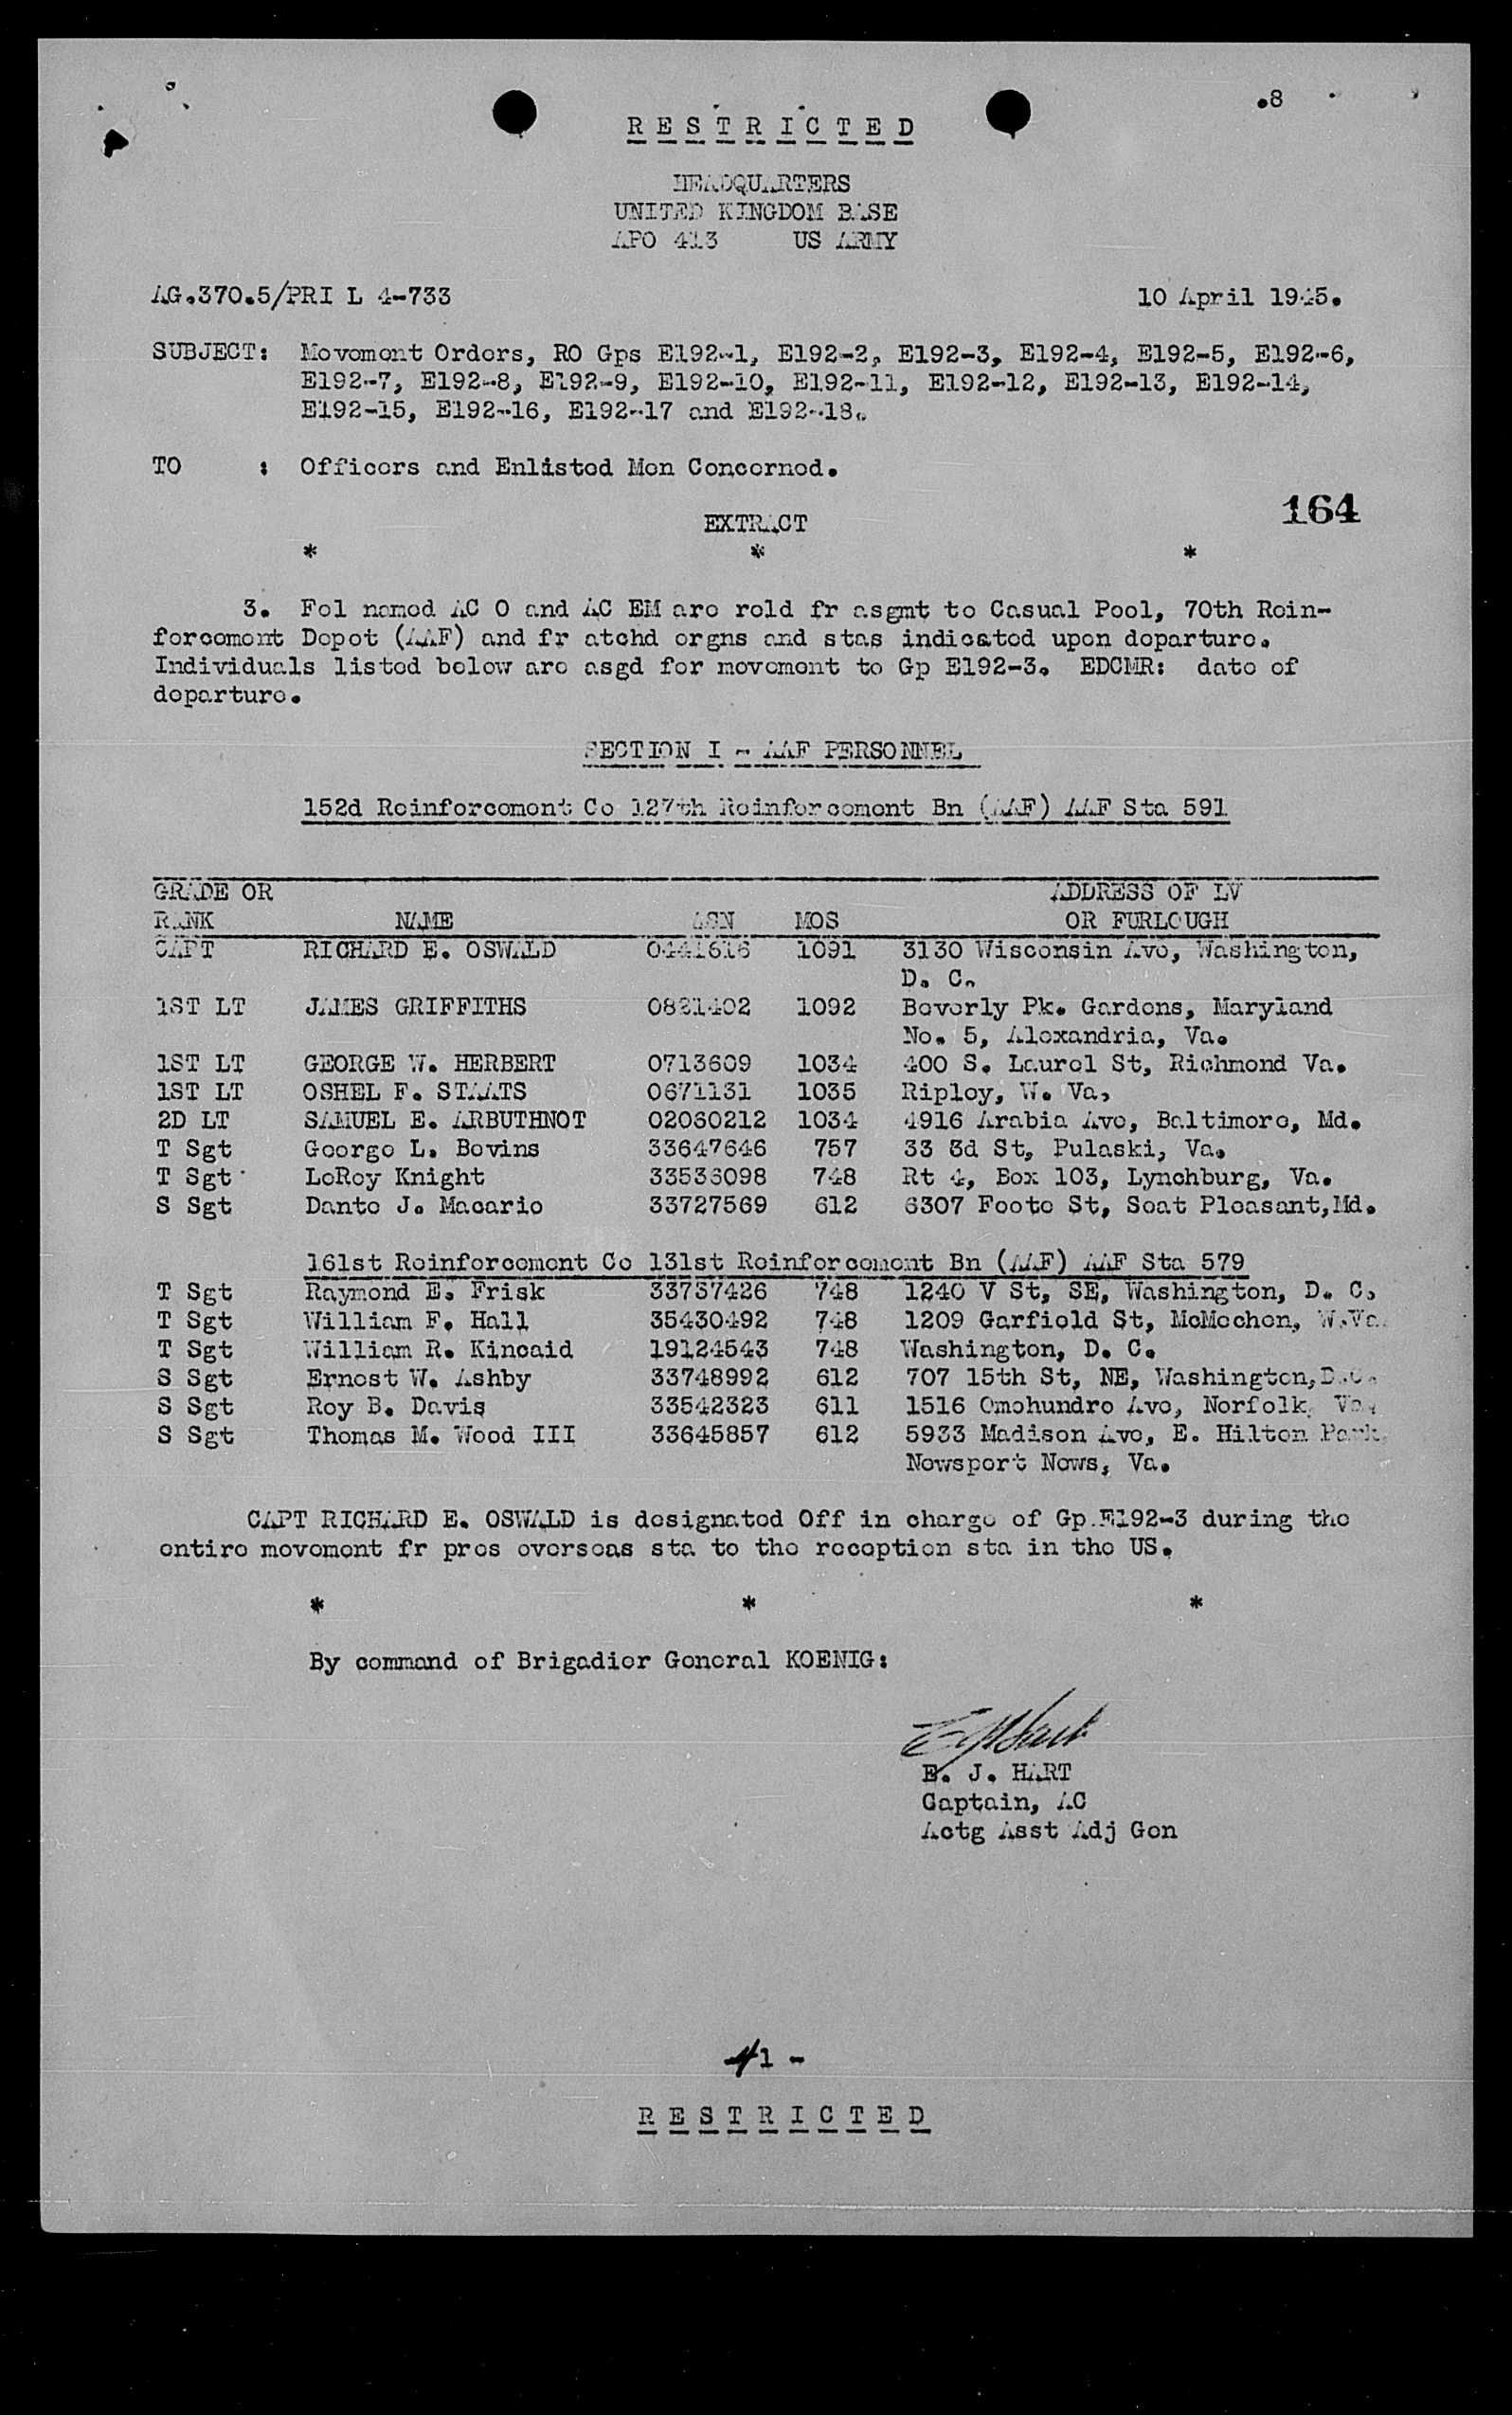 .8
R E S T R I C T E D
HEADQUARTERS
UNITED KINGDOM BASE
APO 413 US ARMY
AG.370.5/PRI L 4-733 10 April 1945.
SUBJECT: Movement Orders, RO Gps E192-1, E192-2, E192-3, E192-4, E192-5, E192-6,
E192-7, E192-8, E192-9, E192-10, E192-11, E192-12, E192-13, E192-14,
E192-15, E192-16, E192-17 and E192-18.
TO : Officers and Enlisted Men Concerned.
164
EXTRACT
* * *
3. Fol named AC O and AC EM are reld fr asgmt to Casual Pool, 70th Rein-
forcement Depot (AAF) and fr atchd orgns and stas indicated upon departure.
Individuals listed below are asgd for movement to Gp E192-3. EDCMR: date of
departure.
SECTION I - AAF PERSONNEL
152d Reinforcement Co 127th Reinforcement Bn (AAF) AAF Sta 591
GRADE OR ADDRESS OF LV
RANK NAME ASN MOS OR FURLOUGH
CAPT RICHARD E. OSWALD 0441616 1091 3130 Wisconsin Ave, Washington,
D. C.
1ST LT JAMES GRIFFITHS 0821402 1092 Beverly Pk. Gardens, Maryland
No. 5, Alexandria, Va.
1ST LT GEORGE W. HERBERT 0713609 1034 400 S. Laurel St, Richmond Va.
1ST LT OSHEL F. STAATS 0671131 1035 Ripley, W. Va.
2D LT SAMUEL E. ARBUTHNOT 02060212 1034 4916 Arabia Ave, Baltimore, Md.
T Sgt George L. Bevins 33647646 757 33 3d St, Pulaski, Va.
T Sgt LeRoy Knight 33536098 748 Rt 4, Box 103, Lynchburg, Va.
S Sgt Dante J. Macario 33727569 612 6307 Foote St, Seat Pleasant,Md.
161st Reinforcement Co 131st Reinforcement Bn (AAF) AAF Sta 579
T Sgt Raymond E. Frisk 33737426 748 1240 V St, SE, Washington, D. C.
T Sgt William F. Hall 35430492 748 1209 Garfield St, McMechen, W.Va.
T Sgt William R. Kincaid 19124543 748 Washington, D. C.
S Sgt Ernest W. Ashby 33748992 612 707 15th St, NE, Washington,D.C.
S Sgt Roy B. Davis 33542323 611 1516 Omohundro Ave, Norfolk, Va.
S Sgt Thomas M. Wood III 33645857 612 5933 Madison Ave, E. Hilton Park,
Newsport News, Va.
CAPT RICHARD E. OSWALD is designated Off in charge of Gp.E192-3 during the
entire movement fr pres overseas sta to the reception sta in the US.
* * *
By command of Brigadier General KOENIG:
E J Hart
E. J. HART
Captain, AC
Actg Asst Adj Gen
1 -
R E S T R I C T E D